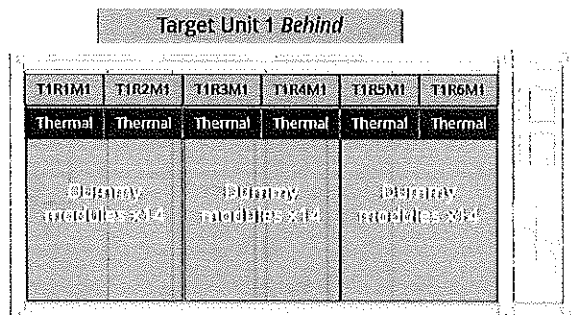 Target Unit 1 Behind
T1R1M1 T1R2M1 T1R3M1 T1R4M1 T1R5M1 T1R6M1
Thermal Thermal Thermal Thermal Thermal Thermal
Dummy Dummy Dummy
modules x14 modules x14 modules x14